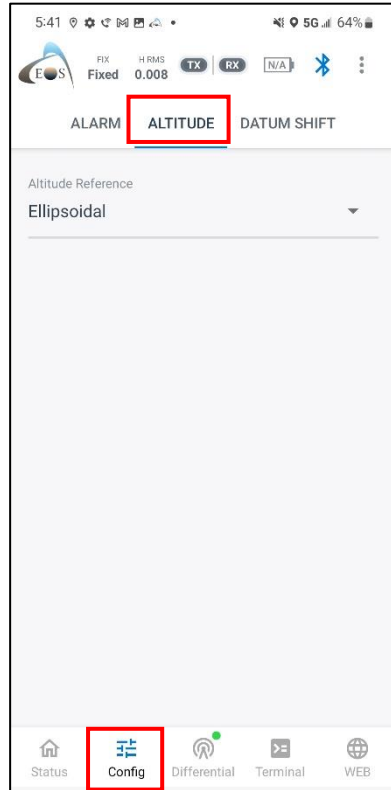 5:41 5G 64%
EOS FIX H RMS
Fixed 0.008 TX RX N/A
ALARM ALTITUDE DATUM SHIFT
Altitude Reference
Ellipsoidal
Status Config Differential Terminal WEB